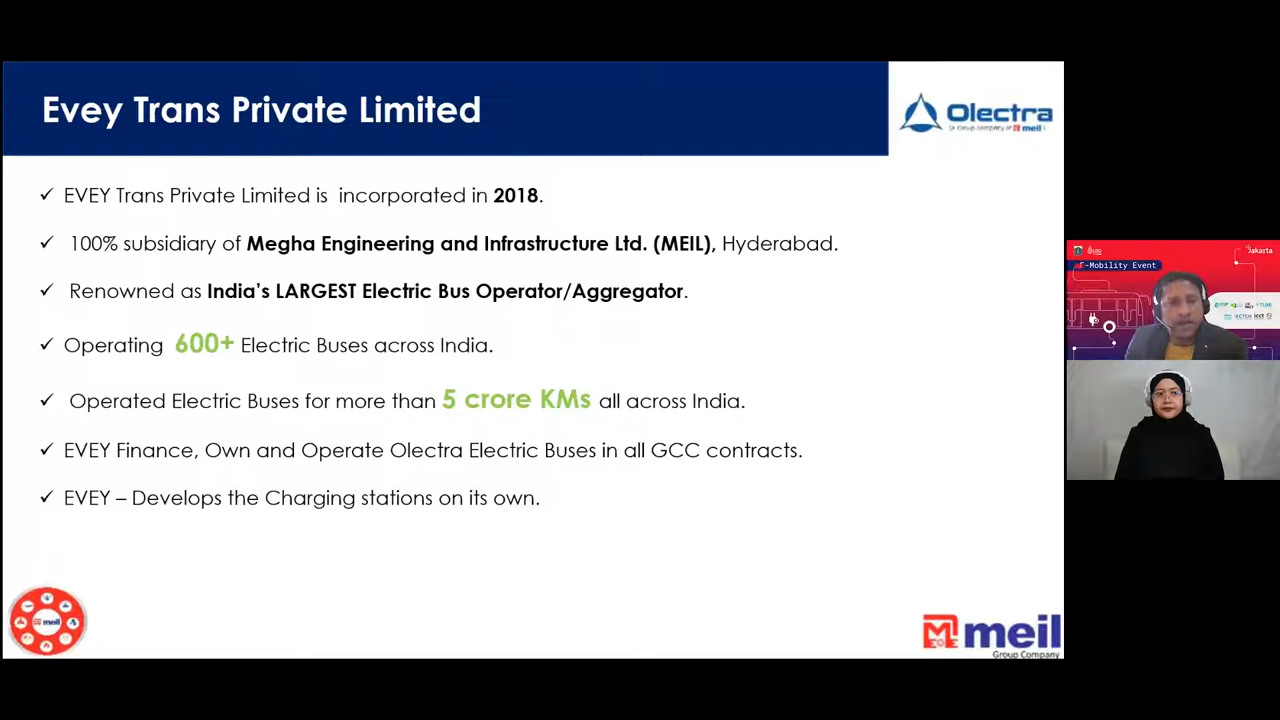 Evey Trans Private Limited
Olectra
(A Group company of meil)
✓ EVEY Trans Private Limited is incorporated in 2018.
✓ 100% subsidiary of Megha Engineering and Infrastructure Ltd. (MEIL), Hyderabad.
✓ Renowned as India's LARGEST Electric Bus Operator/Aggregator.
✓ Operating 600+ Electric Buses across India.
✓ Operated Electric Buses for more than 5 crore KMs all across India.
✓ EVEY Finance, Own and Operate Olectra Electric Buses in all GCC contracts.
✓ EVEY – Develops the Charging stations on its own.
meil
meil
Group Company
Jakarta
E-Mobility Event